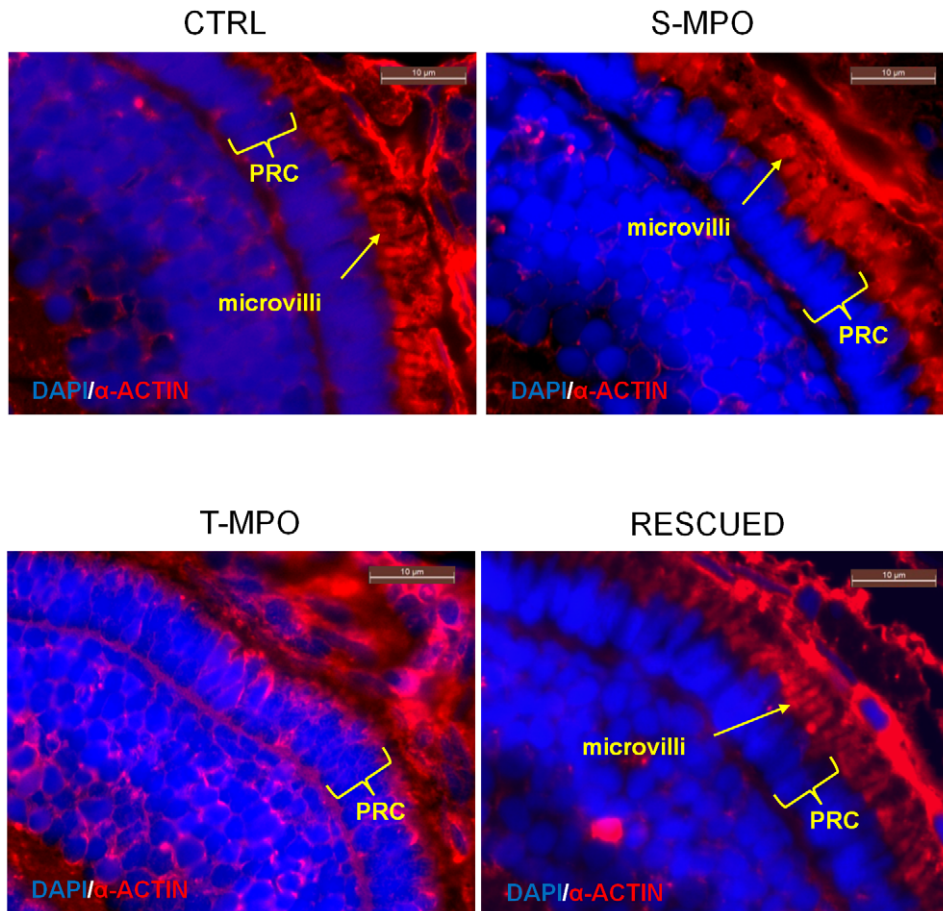 CTRL
10 µm
PRC
microvilli
DAPI/α-ACTIN
S-MPO
10 µm
microvilli
PRC
DAPI/α-ACTIN
T-MPO
10 µm
PRC
DAPI/α-ACTIN
RESCUED
10 µm
microvilli
PRC
DAPI/α-ACTIN